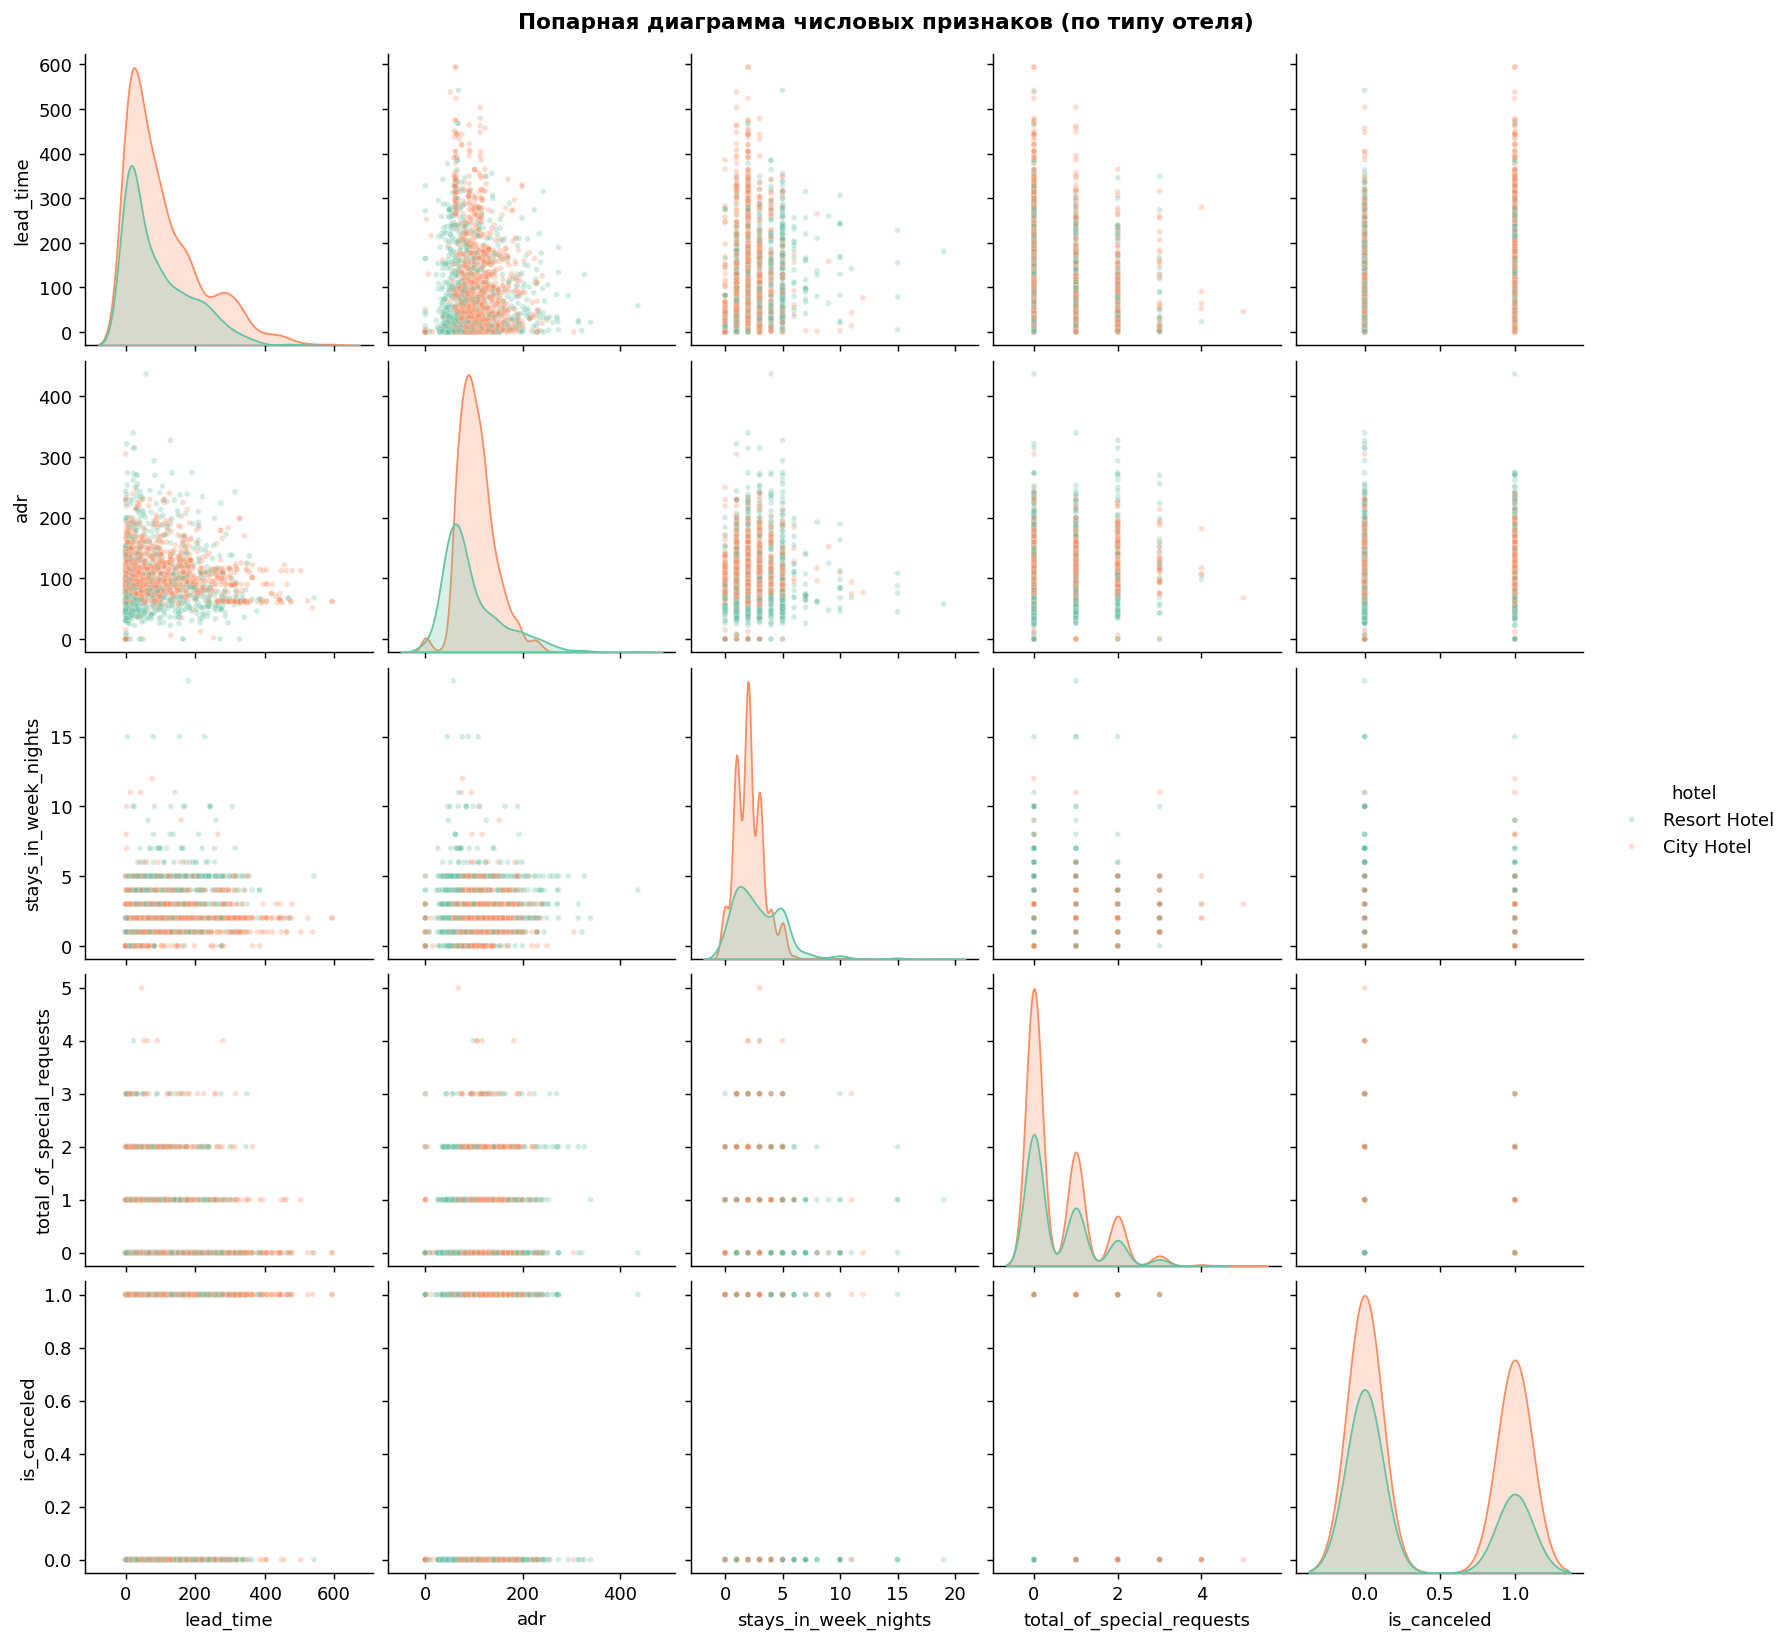 Попарная диаграмма числовых признаков (по типу отеля)
600
500
400
300
200
100
0
lead_time
400
300
200
100
0
adr
15
10
5
0
stays_in_week_nights
hotel
Resort Hotel
City Hotel
5
4
3
2
1
0
total_of_special_requests
1.0
0.8
0.6
0.4
0.2
0.0
is_canceled
0 200 400 600
0 200 400
0 5 10 15 20
0 2 4
0.0 0.5 1.0
lead_time
adr
stays_in_week_nights
total_of_special_requests
is_canceled